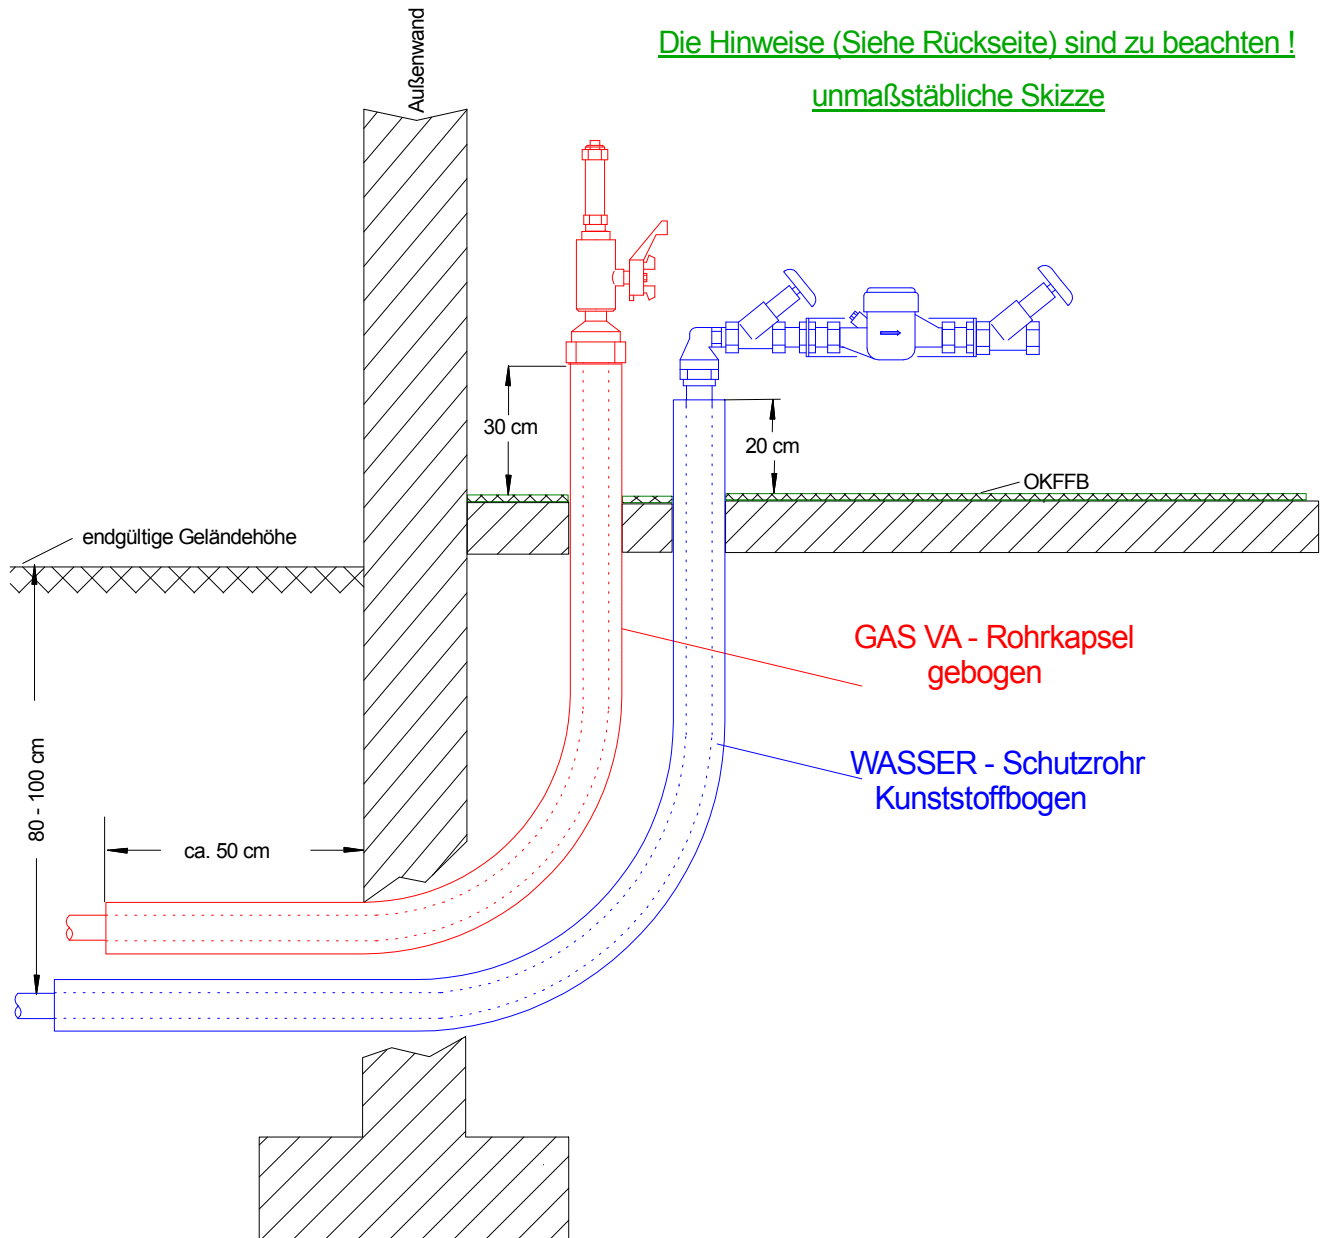 Außenwand
Die Hinweise (Siehe Rückseite) sind zu beachten !
unmaßstäbliche Skizze
30 cm
20 cm
OKFFB
endgültige Geländehöhe
GAS VA - Rohrkapsel
gebogen
WASSER - Schutzrohr
Kunststoffbogen
80 - 100 cm
ca. 50 cm